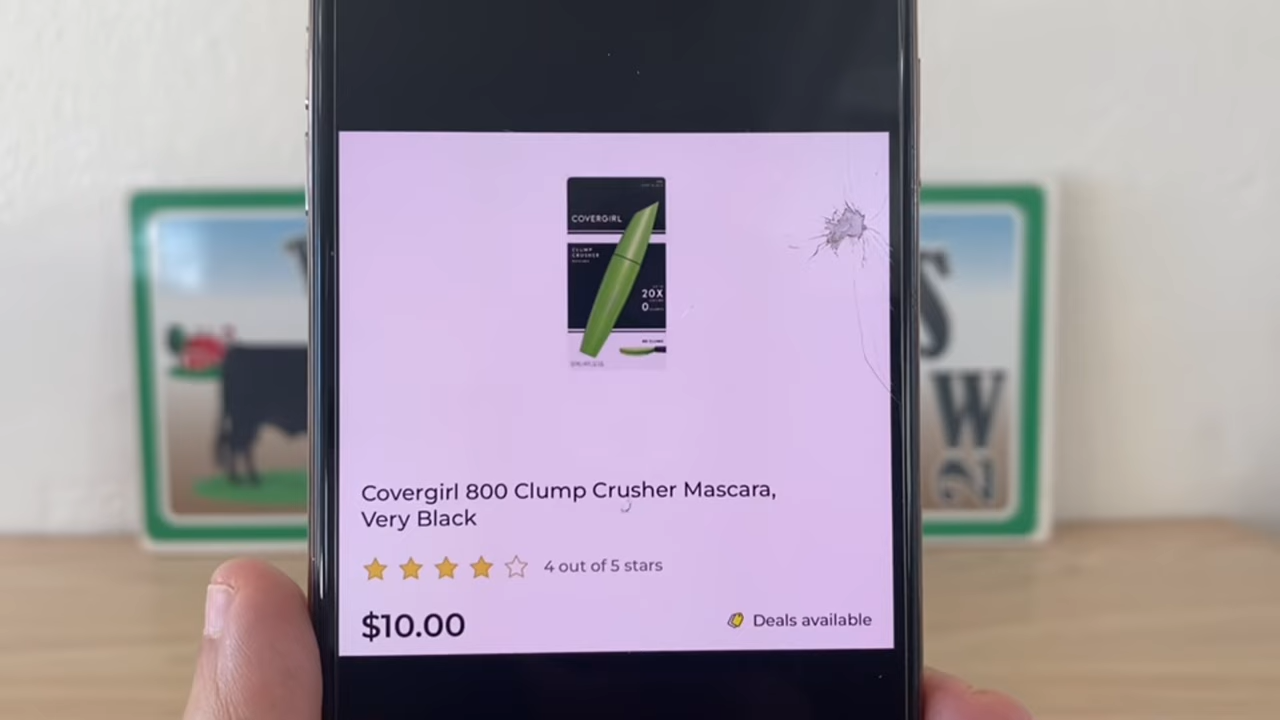 COVERGIRL
CLUMP
CRUSHER
20X
0
Covergirl 800 Clump Crusher Mascara,
Very Black
4 out of 5 stars
$10.00
Deals available
S
W